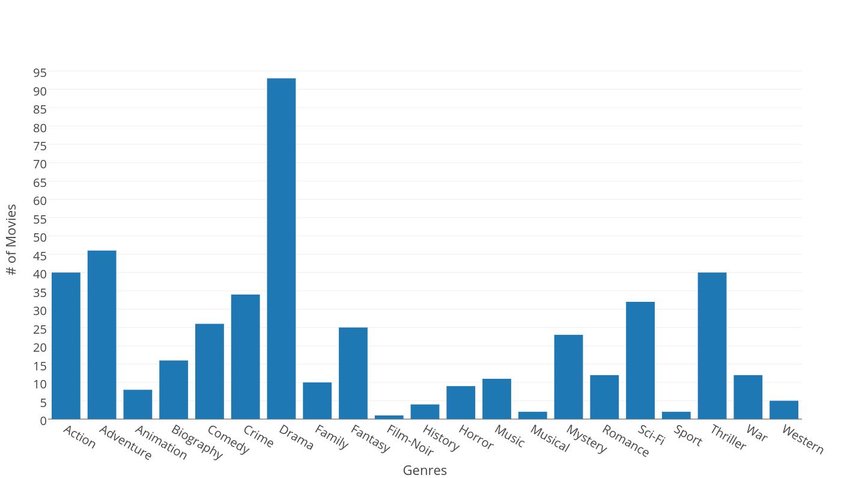 95
90
85
80
75
70
65
60
55
50
45
40
35
30
25
20
15
10
5
0
# of Movies
Action
Adventure
Animation
Biography
Comedy
Crime
Drama
Family
Fantasy
Film-Noir
History
Horror
Music
Musical
Mystery
Romance
Sci-Fi
Sport
Thriller
War
Western
Genres